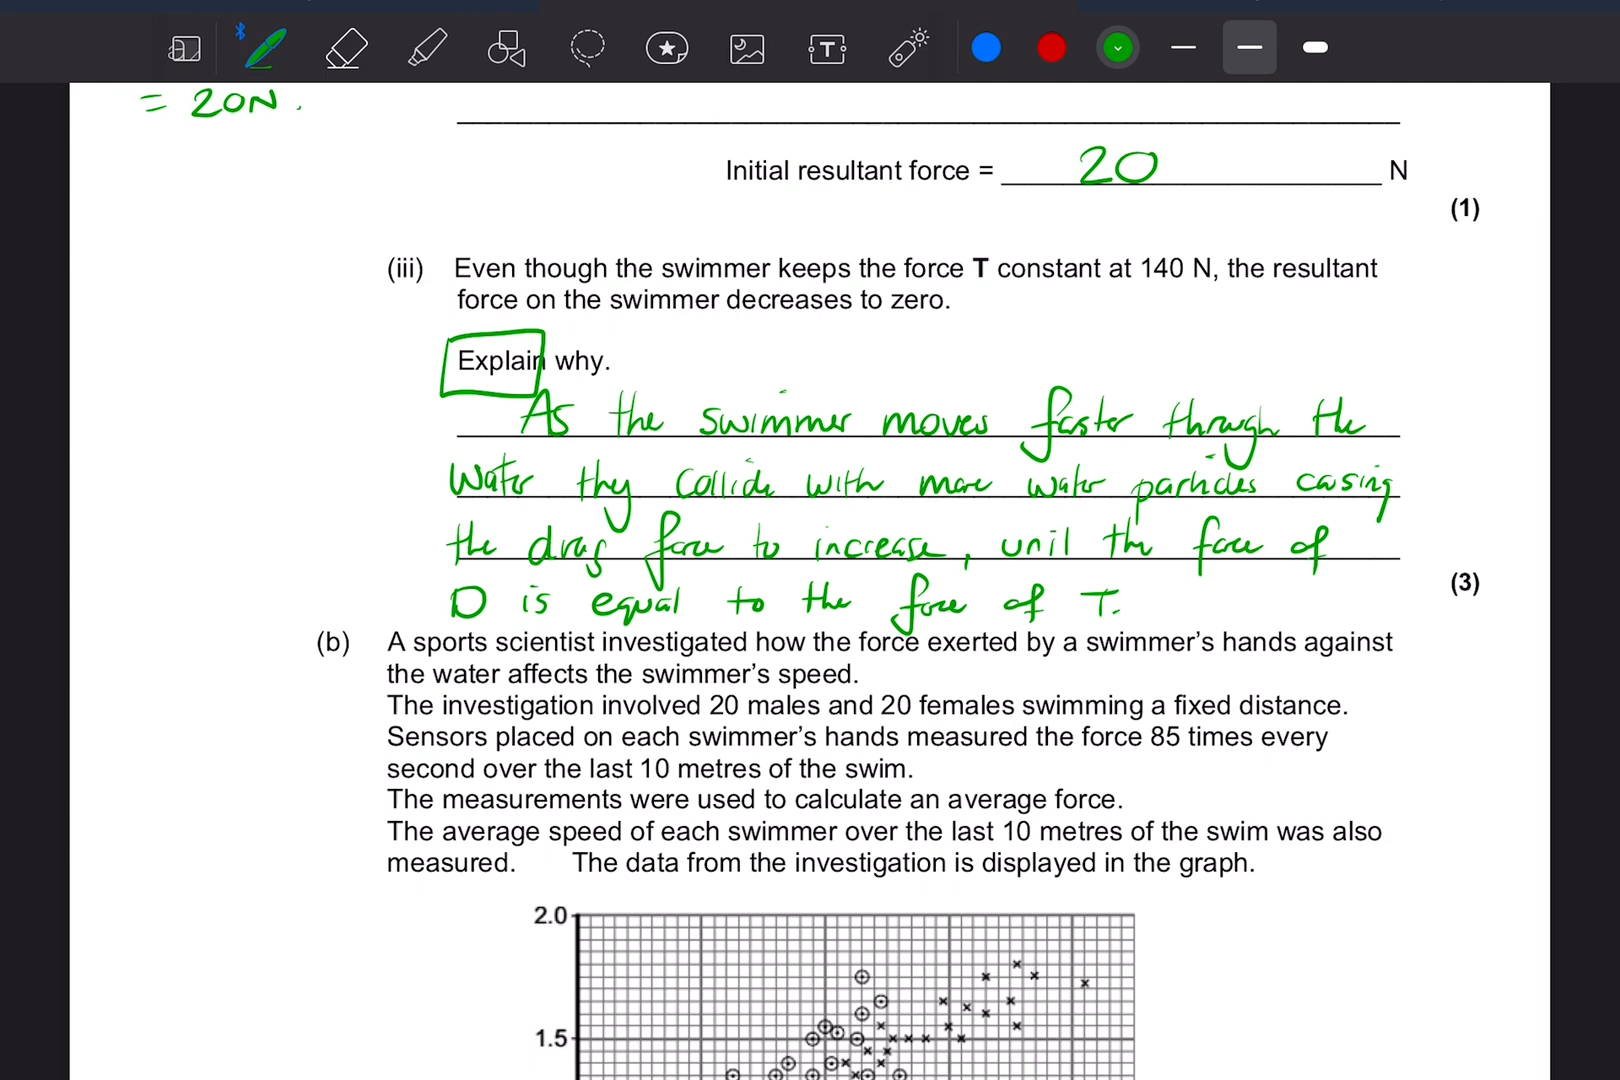 = 20N.
Initial resultant force = 20 N
(1)
(iii) Even though the swimmer keeps the force T constant at 140 N, the resultant
force on the swimmer decreases to zero.
Explain why.
As the swimmer moves faster through the
water they collide with more water particles casing
the drag force to increase, unil the force of
D is equal to the force of T.
(3)
(b) A sports scientist investigated how the force exerted by a swimmer's hands against
the water affects the swimmer's speed.
The investigation involved 20 males and 20 females swimming a fixed distance.
Sensors placed on each swimmer's hands measured the force 85 times every
second over the last 10 metres of the swim.
The measurements were used to calculate an average force.
The average speed of each swimmer over the last 10 metres of the swim was also
measured. The data from the investigation is displayed in the graph.
2.0
1.5